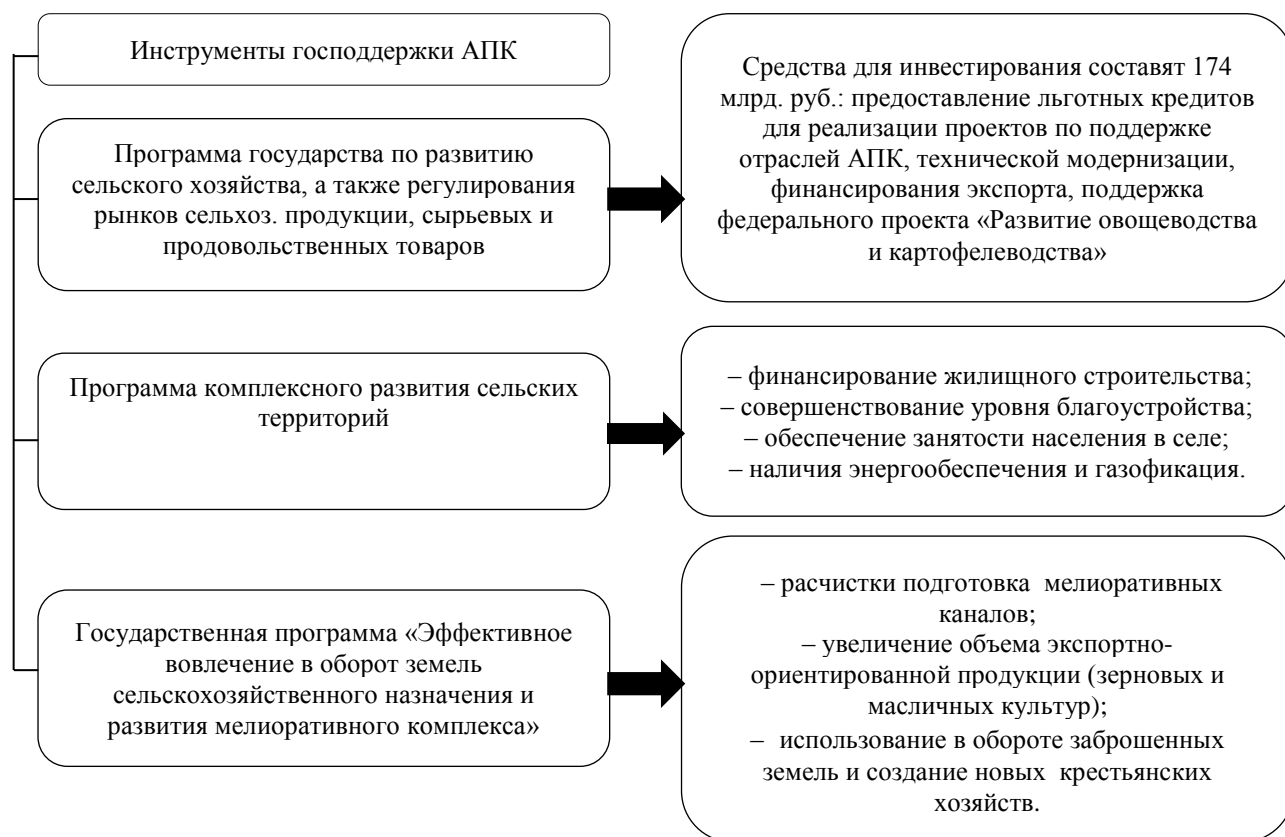 Инструменты господдержки АПК
Программа государства по развитию
сельского хозяйства, а также регулирования
рынков сельхоз. продукции, сырьевых и
продовольственных товаров
Средства для инвестирования составят 174
млрд. руб.: предоставление льготных кредитов
для реализации проектов по поддержке
отраслей АПК, технической модернизации,
финансирования экспорта, поддержка
федерального проекта «Развитие овощеводства
и картофелеводства»
Программа комплексного развития сельских
территорий
– финансирование жилищного строительства;
– совершенствование уровня благоустройства;
– обеспечение занятости населения в селе;
– наличия энергообеспечения и газофикация.
Государственная программа «Эффективное
вовлечение в оборот земель
сельскохозяйственного назначения и
развития мелиоративного комплекса»
– расчистки подготовка мелиоративных
каналов;
– увеличение объема экспортно-
ориентированной продукции (зерновых и
масличных культур);
– использование в обороте заброшенных
земель и создание новых крестьянских
хозяйств.